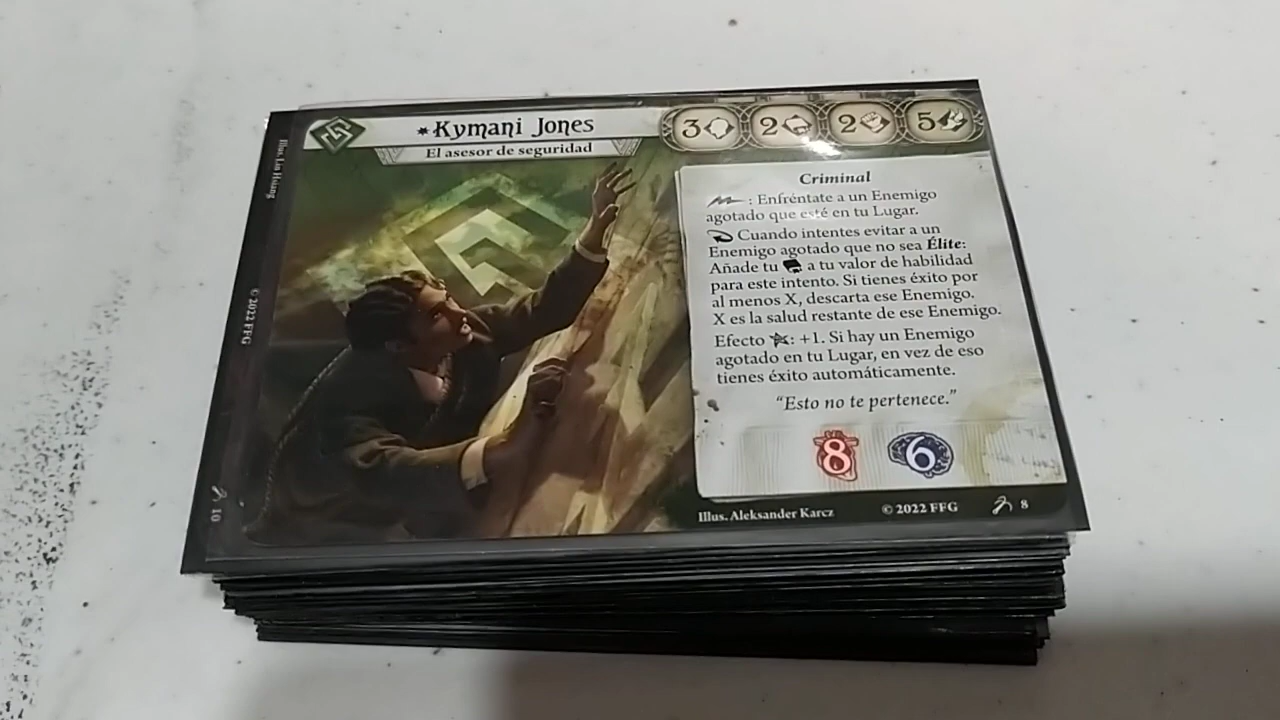 Kymani Jones
El asesor de seguridad
3 2 2 5
Criminal
: Enfréntate a un Enemigo
agotado que esté en tu Lugar.
Cuando intentes evitar a un
Enemigo agotado que no sea Élite:
Añade tu a tu valor de habilidad
para este intento. Si tienes éxito por
al menos X, descarta ese Enemigo.
X es la salud restante de ese Enemigo.
Efecto : +1. Si hay un Enemigo
agotado en tu Lugar, en vez de eso
tienes éxito automáticamente.
"Esto no te pertenece."
8 6
Illus. Aleksander Karcz © 2022 FFG 8
Illus. Lin Hsiang
© 2022 FFG
10